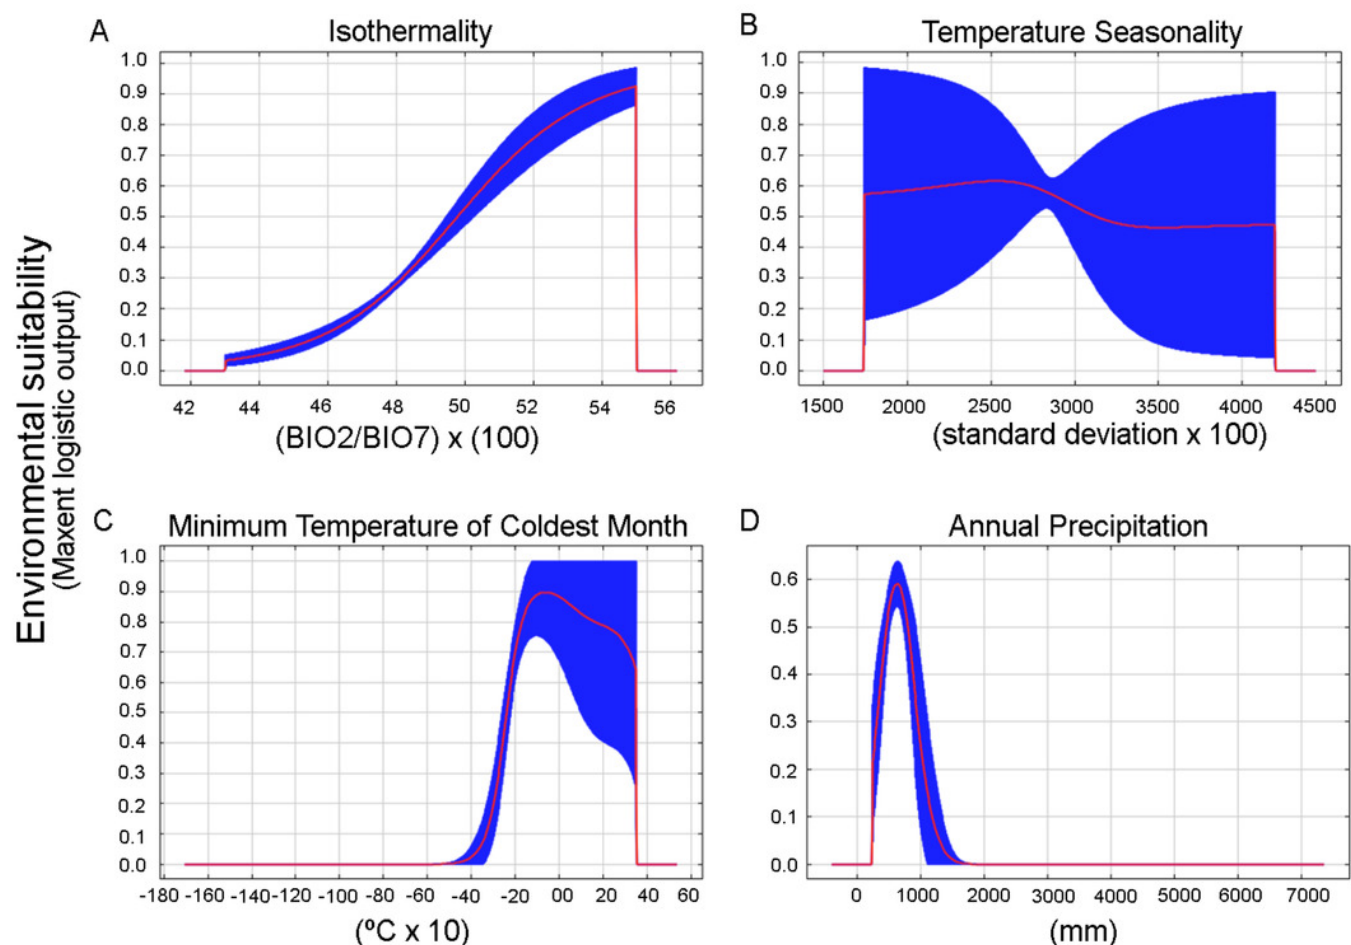 Environmental suitability
(Maxent logistic output)
A
Isothermality
1.0
0.9
0.8
0.7
0.6
0.5
0.4
0.3
0.2
0.1
0.0
42 44 46 48 50 52 54 56
(BIO2/BIO7) x (100)
B
Temperature Seasonality
1.0
0.9
0.8
0.7
0.6
0.5
0.4
0.3
0.2
0.1
0.0
1500 2000 2500 3000 3500 4000 4500
(standard deviation x 100)
C
Minimum Temperature of Coldest Month
1.0
0.9
0.8
0.7
0.6
0.5
0.4
0.3
0.2
0.1
0.0
-180 -160 -140 -120 -100 -80 -60 -40 -20 00 20 40 60
(ºC x 10)
D
Annual Precipitation
0.6
0.5
0.4
0.3
0.2
0.1
0.0
0 1000 2000 3000 4000 5000 6000 7000
(mm)